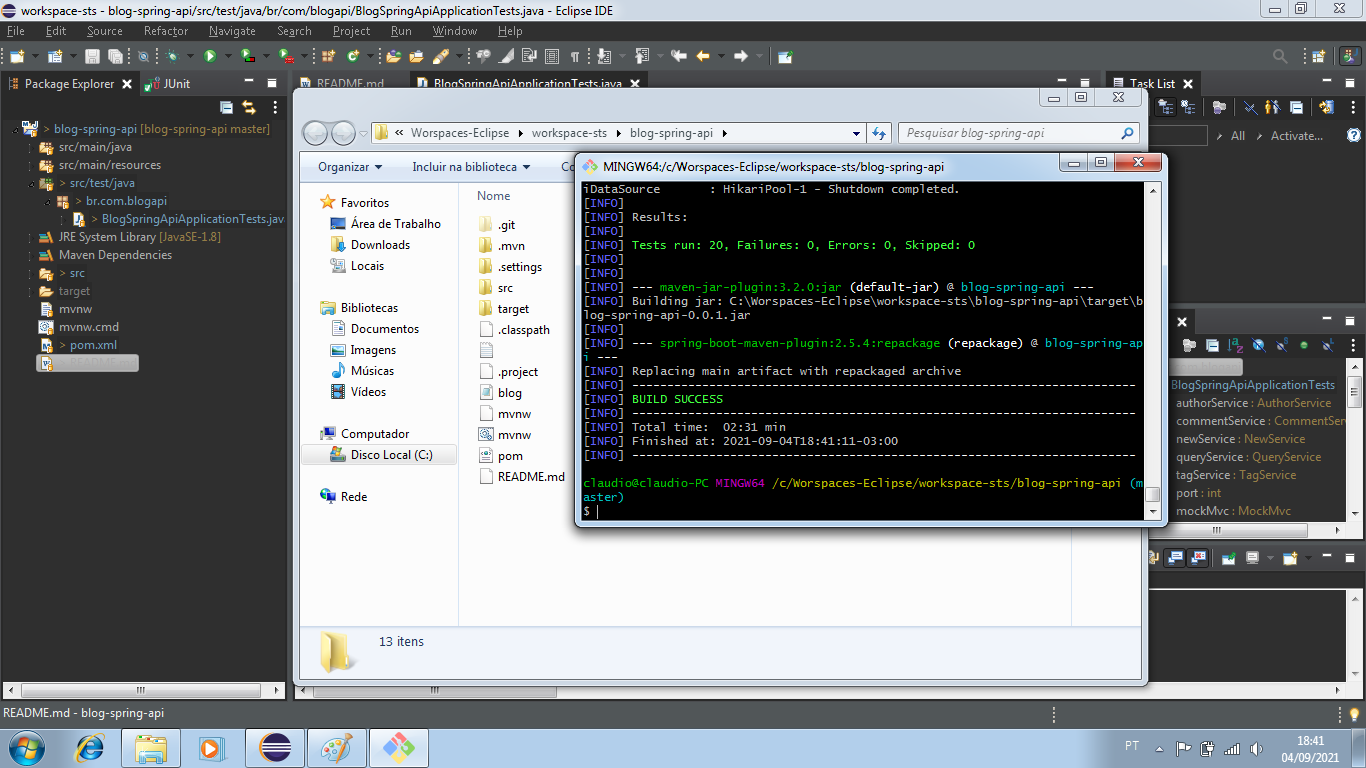 workspace-sts - blog-spring-api/src/test/java/br/com/blogapi/BlogSpringApiApplicationTests.java - Eclipse IDE
File Edit Source Refactor Navigate Search Project Run Window Help
Package Explorer
JUnit
README.md
BlogSpringApiApplicationTests.java
Task List
> blog-spring-api [blog-spring-api master]
src/main/java
src/main/resources
> src/test/java
> br.com.blogapi
> BlogSpringApiApplicationTests.jav
JRE System Library [JavaSE-1.8]
Maven Dependencies
> src
target
mvnw
mvnw.cmd
> pom.xml
Worspaces-Eclipse
workspace-sts
blog-spring-api
Pesquisar blog-spring-api
Organizar
Incluir na biblioteca
Co
Favoritos
Área de Trabalho
Downloads
Locais
Bibliotecas
Documentos
Imagens
Músicas
Vídeos
Computador
Disco Local (C:)
Rede
Nome
.git
.mvn
.settings
src
target
.classpath
.project
blog
mvnw
mvnw
pom
README.md
13 itens
MINGW64:/c/Worspaces-Eclipse/workspace-sts/blog-spring-api
iDataSource : HikariPool-1 - Shutdown completed.
[INFO]
[INFO] Results:
[INFO]
[INFO] Tests run: 20, Failures: 0, Errors: 0, Skipped: 0
[INFO]
[INFO]
[INFO] --- maven-jar-plugin:3.2.0:jar (default-jar) @ blog-spring-api ---
[INFO] Building jar: C:\Worspaces-Eclipse\workspace-sts\blog-spring-api\target\b
log-spring-api-0.0.1.jar
[INFO]
[INFO] --- spring-boot-maven-plugin:2.5.4:repackage (repackage) @ blog-spring-ap
i ---
[INFO] Replacing main artifact with repackaged archive
[INFO] ------------------------------------------------------------------------
[INFO] BUILD SUCCESS
[INFO] ------------------------------------------------------------------------
[INFO] Total time: 02:31 min
[INFO] Finished at: 2021-09-04T18:41:11-03:00
[INFO] ------------------------------------------------------------------------
claudio@claudio-PC MINGW64 /c/Worspaces-Eclipse/workspace-sts/blog-spring-api (m
aster)
$
All
Activate...
BlogSpringApiApplicationTests
authorService : AuthorService
commentService : CommentServ
newService : NewService
queryService : QueryService
tagService : TagService
port : int
mockMvc : MockMvc
README.md - blog-spring-api
PT
18:41
04/09/2021